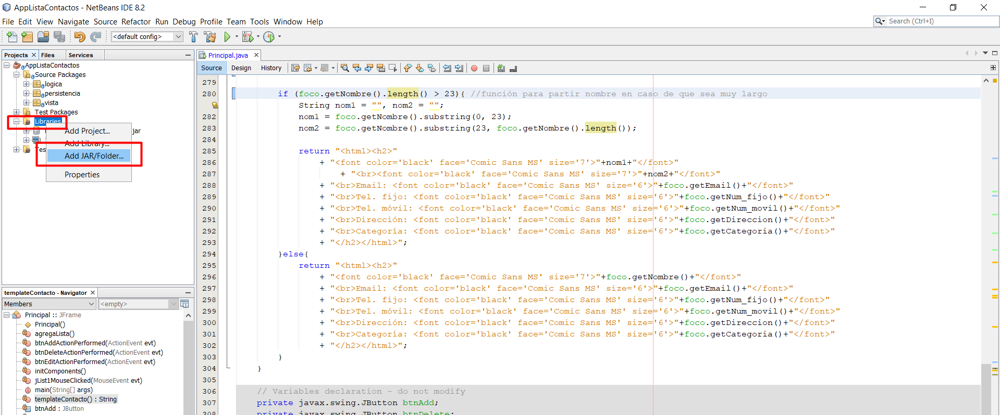 AppListaContactos - NetBeans IDE 8.2
File Edit View Navigate Source Refactor Run Debug Profile Team Tools Window Help
Search (Ctrl+I)
<default config>
Projects Files Services
AppListaContactos
Source Packages
logica
persistencia
vista
Test Packages
Libraries
jar
Tes
Add Project...
Add Library...
Add JAR/Folder...
Properties
templateContacto - Navigator
Members <empty>
Principal :: JFrame
Principal()
agregaLista()
btnAddActionPerformed(ActionEvent evt)
btnDeleteActionPerformed(ActionEvent evt)
btnEditActionPerformed(ActionEvent evt)
initComponents()
jList1MouseClicked(MouseEvent evt)
main(String[] args)
templateContacto() : String
btnAdd : JButton
Principal.java
Source Design History
279
280 if (foco.getNombre().length() > 23){ //función para partir nombre en caso de que sea muy largo
String nom1 = "", nom2 = "";
282 nom1 = foco.getNombre().substring(0, 23);
283 nom2 = foco.getNombre().substring(23, foco.getNombre().length());
284
285 return "<html><h2>"
286 + "<font color='black' face='Comic Sans MS' size='7'>"+nom1+"</font>"
287 + "<br><font color='black' face='Comic Sans MS' size='7'>"+nom2+"</font>"
288 + "<br>Email: <font color='black' face='Comic Sans MS' size='6'>"+foco.getEmail()+"</font>"
289 + "<br>Tel. fijo: <font color='black' face='Comic Sans MS' size='6'>"+foco.getNum_fijo()+"</font>"
290 + "<br>Tel. móvil: <font color='black' face='Comic Sans MS' size='6'>"+foco.getNum_movil()+"</font>"
291 + "<br>Dirección: <font color='black' face='Comic Sans MS' size='6'>"+foco.getDireccion()+"</font>"
292 + "<br>Categoría: <font color='black' face='Comic Sans MS' size='6'>"+foco.getCategoria()+"</font>"
293 + "</h2></html>";
294 }else{
295 return "<html><h2>"
296 + "<font color='black' face='Comic Sans MS' size='7'>"+foco.getNombre()+"</font>"
297 + "<br>Email: <font color='black' face='Comic Sans MS' size='6'>"+foco.getEmail()+"</font>"
298 + "<br>Tel. fijo: <font color='black' face='Comic Sans MS' size='6'>"+foco.getNum_fijo()+"</font>"
299 + "<br>Tel. móvil: <font color='black' face='Comic Sans MS' size='6'>"+foco.getNum_movil()+"</font>"
300 + "<br>Dirección: <font color='black' face='Comic Sans MS' size='6'>"+foco.getDireccion()+"</font>"
301 + "<br>Categoría: <font color='black' face='Comic Sans MS' size='6'>"+foco.getCategoria()+"</font>"
302 + "</h2></html>";
303 }
304 }
305
306 // Variables declaration - do not modify
307 private javax.swing.JButton btnAdd;
308 private javax.swing.JButton btnDelete;